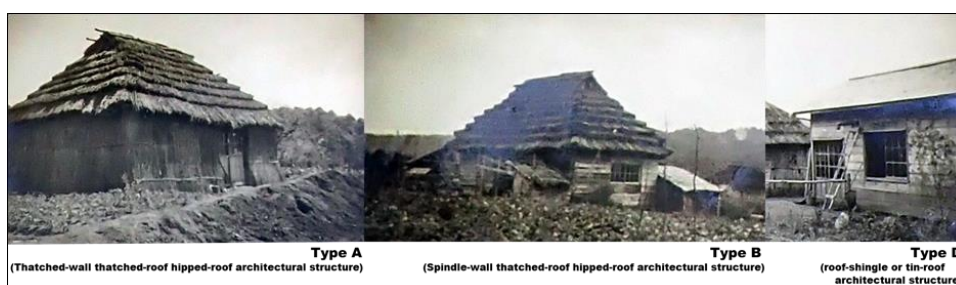 Type A
(Thatched-wall thatched-roof hipped-roof architectural structure)
Type B
(Spindle-wall thatched-roof hipped-roof architectural structure)
Type
(roof-shingle or tin-roof
architectural structure